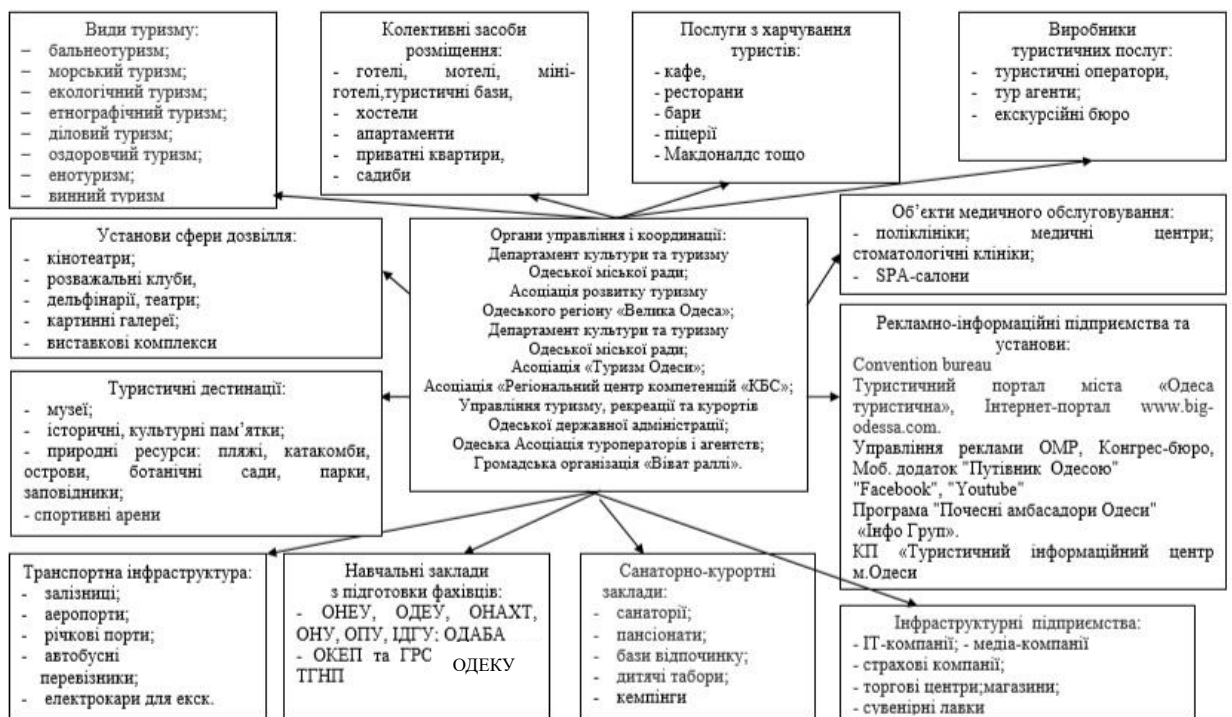 Види туризму:
– бальнеотуризм;
– морський туризм;
– екологічний туризм;
– етнографічний туризм;
– діловий туризм;
– оздоровчий туризм;
– енотуризм;
– винний туризм
Колективні засоби
розміщення:
- готелі, мотелі, міні-
готелі,туристичні бази,
- хостели
- апартаменти
- приватні квартири,
- садиби
Послуги з харчування
туристів:
- кафе,
- ресторани
- бари
- піцерії
- Макдоналдс тощо
Виробники
туристичних послуг:
- туристичні оператори,
- тур агенти;
- екскурсійні бюро
Установи сфери дозвілля:
- кінотеатри;
- розважальні клуби,
- дельфінарії, театри;
- картинні галереї;
- виставкові комплекси
Органи управління і координації:
Департамент культури та туризму
Одеської міської ради;
Асоціація розвитку туризму
Одеського регіону «Велика Одеса»;
Департамент культури та туризму
Одеської міської ради;
Асоціація «Туризм Одеси»;
Асоціація «Регіональний центр компетенцій «КБС»;
Управління туризму, рекреації та курортів
Одеської державної адміністрації;
Одеська Асоціація туроператорів і агентств;
Громадська організація «Віват раллі».
Об’єкти медичного обслуговування:
- поліклініки; медичні центри;
стоматологічні клініки;
- SPA-салони
Рекламно-інформаційні підприємства та
установи:
Convention bureau
Туристичний портал міста «Одеса
туристична», Інтернет-портал www.big-
odessa.com.
Управління реклами ОМР, Конгрес-бюро,
Моб. додаток "Путівник Одесою"
"Facebook", "Youtube"
Програма "Почесні амбасадори Одеси"
«Інфо Груп».
КП «Туристичний інформаційний центр
м.Одеси
Туристичні дестинації:
- музеї;
- історичні, культурні пам’ятки;
- природні ресурси: пляжі, катакомби,
острови, ботанічні сади, парки,
заповідники;
- спортивні арени
Транспортна інфраструктура:
- залізниці;
- аеропорти;
- річкові порти;
- автобусні
перевізники;
- електрокари для екск.
Навчальні заклади
з підготовки фахівців:
- ОНЕУ, ОДЕУ, ОНАХТ,
ОНУ, ОПУ, ІДГУ; ОДАБА
- ОКЕП та ГРС ОДЕКУ
ТГНП
Санаторно-курортні
заклади:
- санаторії;
- пансіонати;
- бази відпочинку;
- дитячі табори;
- кемпінги
Інфраструктурні підприємства:
- ІТ-компанії; - медіа-компанії
- страхові компанії;
- торгові центри;магазини;
- сувенірні лавки